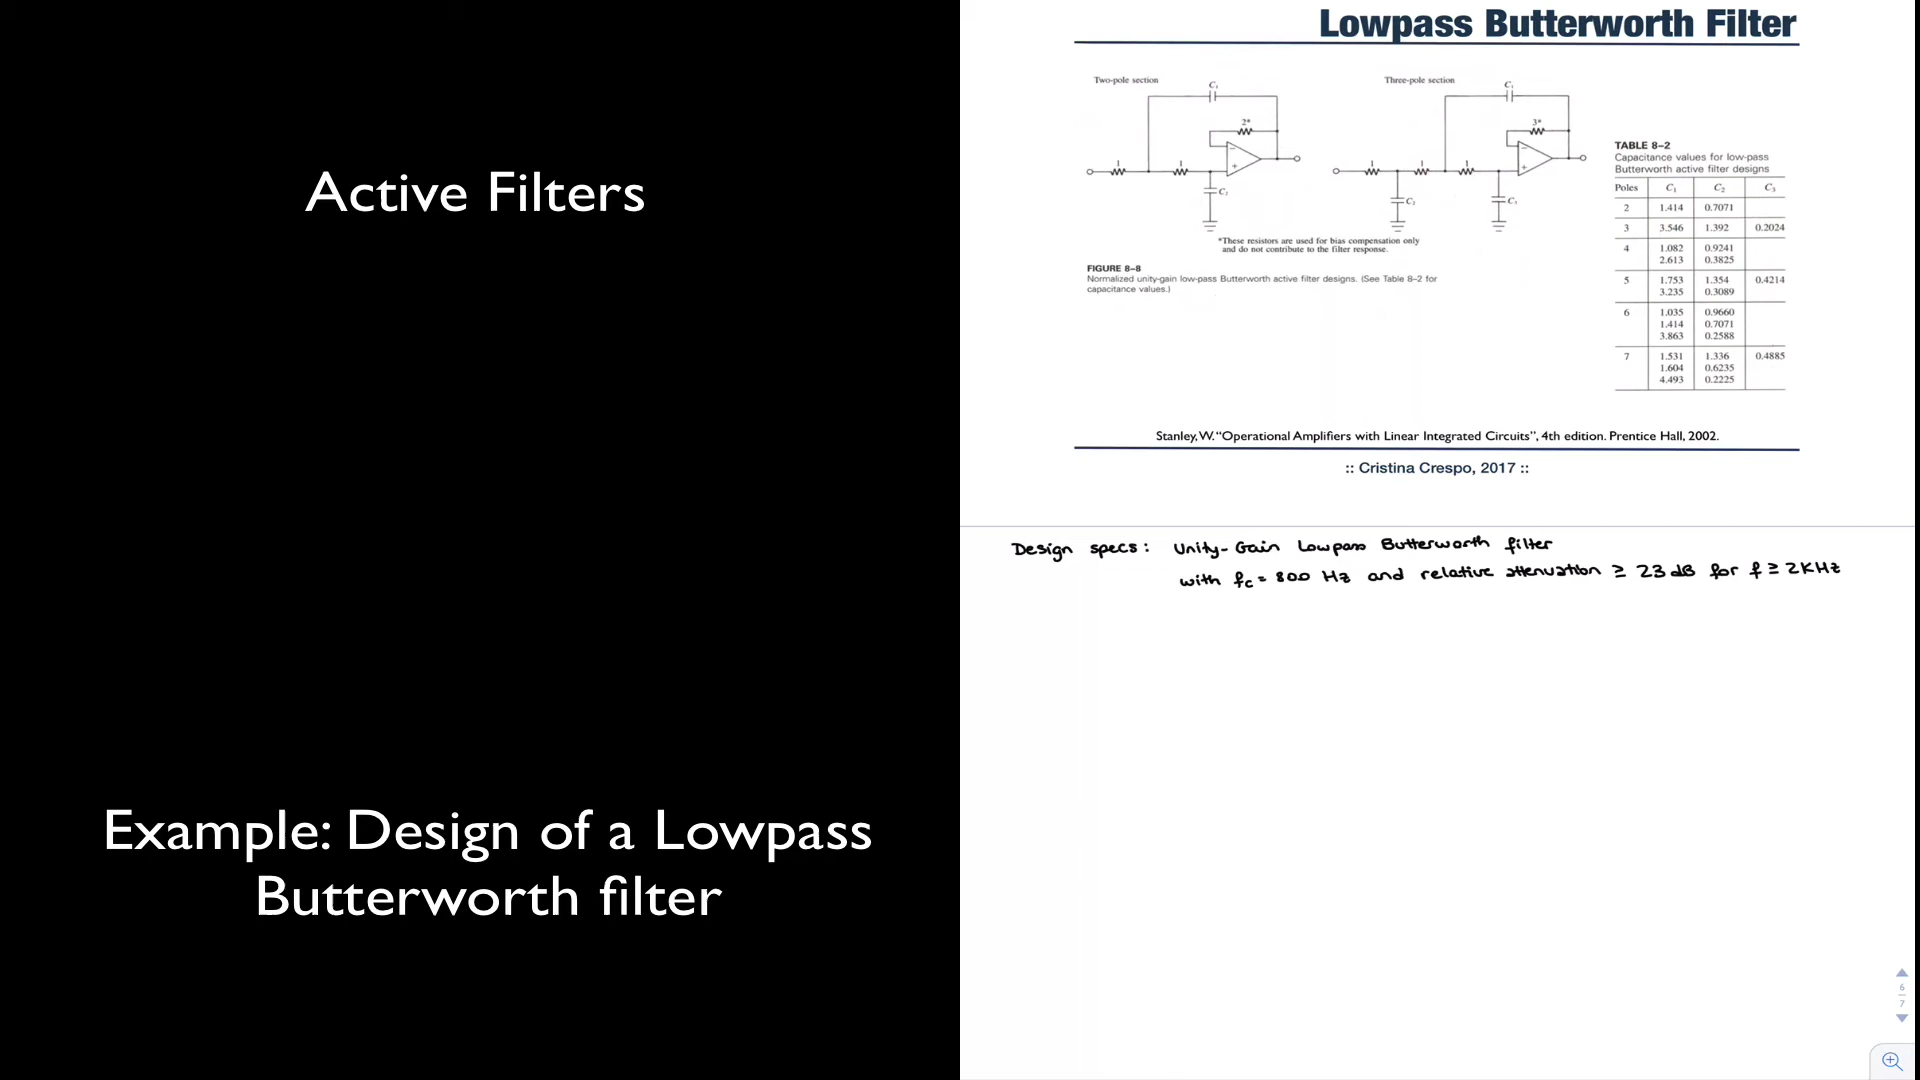 Active Filters
Example: Design of a Lowpass
Butterworth filter
Lowpass Butterworth Filter
Two-pole section
C₁
2*
1
1
C₂
Three-pole section
C₁
3*
1
1
1
C₂
C₃
*These resistors are used for bias compensation only
and do not contribute to the filter response.
FIGURE 8–8
Normalized unity-gain low-pass Butterworth active filter designs. (See Table 8–2 for
capacitance values.)
TABLE 8–2
Capacitance values for low-pass
Butterworth active filter designs
Poles C₁ C₂ C₃
2 1.414 0.7071
3 3.546 1.392 0.2024
4 1.082 0.9241
2.613 0.3825
5 1.753 1.354 0.4214
3.235 0.3089
6 1.035 0.9660
1.414 0.7071
3.863 0.2588
7 1.531 1.336 0.4885
1.604 0.6235
4.493 0.2225
Stanley, W. “Operational Amplifiers with Linear Integrated Circuits”, 4th edition. Prentice Hall, 2002.
:: Cristina Crespo, 2017 ::
Design specs: Unity-Gain Lowpass Butterworth filter
with fc = 800 Hz and relative attenuation ≥ 23 dB for f ≥ 2KHz
6
7